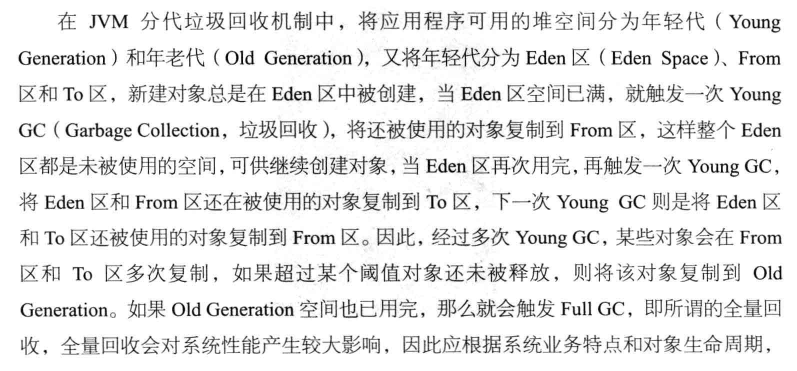 在 JVM 分代垃圾回收机制中，将应用程序可用的堆空间分为年轻代（Young
Generation）和年老代（Old Generation），又将年轻代分为 Eden 区（Eden Space）、From
区和 To 区，新建对象总是在 Eden 区中被创建，当 Eden 区空间已满，就触发一次 Young
GC（Garbage Collection，垃圾回收），将还被使用的对象复制到 From 区，这样整个 Eden
区都是未被使用的空间，可供继续创建对象，当 Eden 区再次用完，再触发一次 Young GC，
将 Eden 区和 From 区还在被使用的对象复制到 To 区，下一次 Young GC 则是将 Eden 区
和 To 区还被使用的对象复制到 From 区。因此，经过多次 Young GC，某些对象会在 From
区和 To 区多次复制，如果超过某个阈值对象还未被释放，则将该对象复制到 Old
Generation。如果 Old Generation 空间也已用完，那么就会触发 Full GC，即所谓的全量回
收，全量回收会对系统性能产生较大影响，因此应根据系统业务特点和对象生命周期，